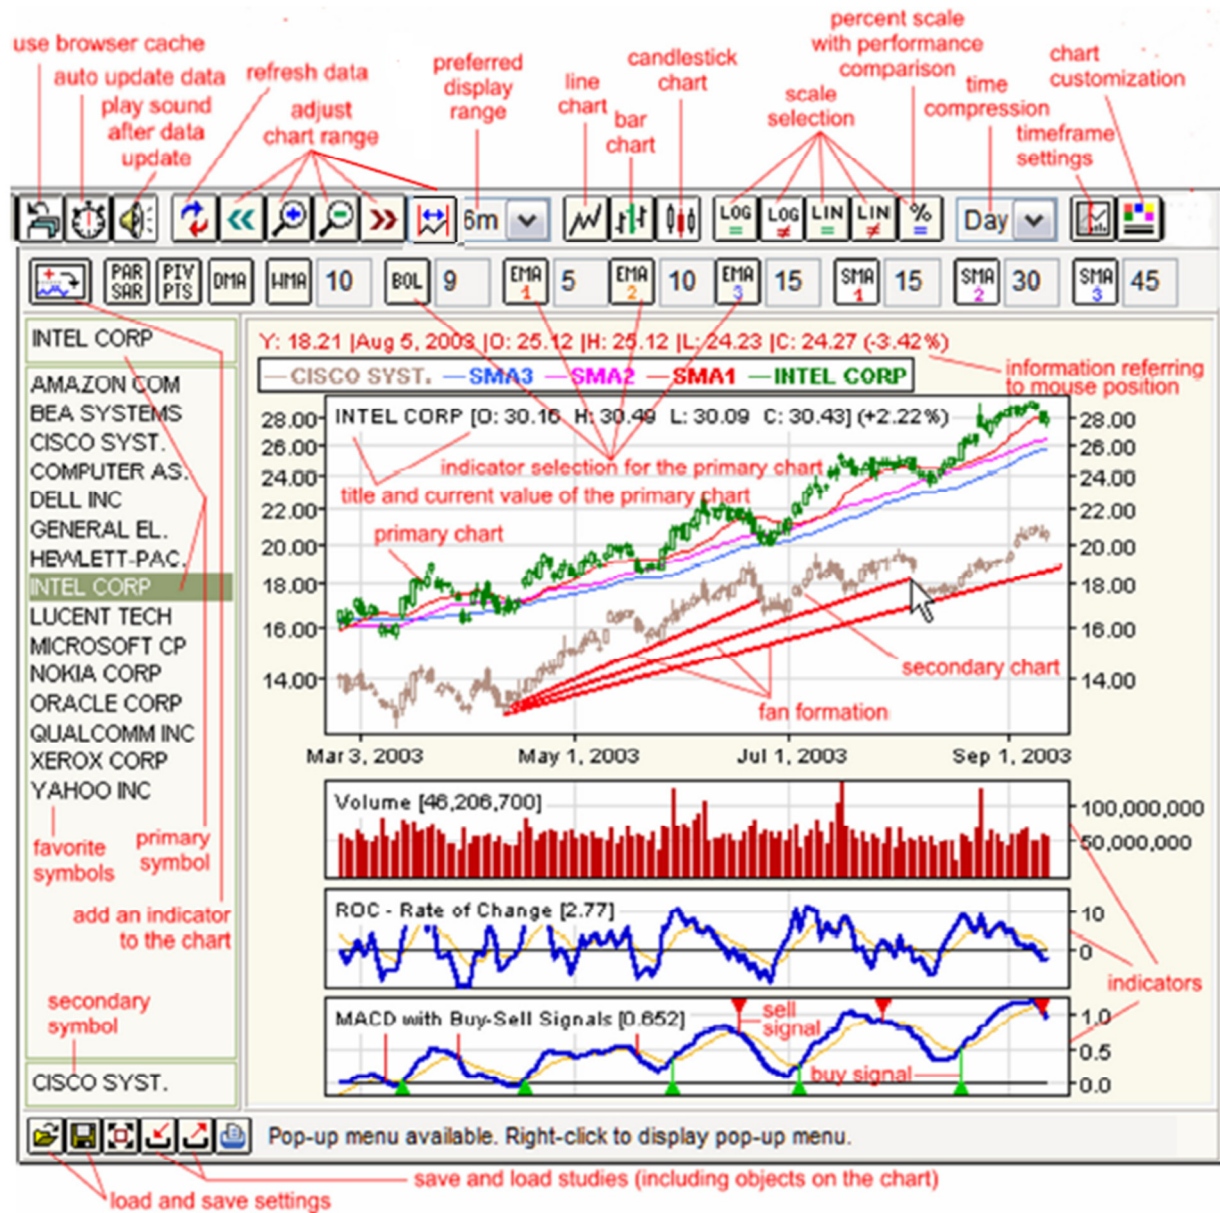 use browser cache
auto update data
play sound
after data
update
refresh data
adjust
chart range
preferred
display
range
line
chart
bar
chart
candlestick
chart
percent scale
with performance
comparison
scale
selection
time
compression
chart
customization
timeframe
settings
6m
LOG
=
LOG
≠
LIN
=
LIN
≠
%
=
Day
PAR
SAR
PIV
PTS
DMA
WMA
10
BOL
9
EMA
1
5
EMA
2
10
EMA
3
15
SMA
1
15
SMA
2
30
SMA
3
45
INTEL CORP
AMAZON COM
BEA SYSTEMS
CISCO SYST.
COMPUTER AS.
DELL INC
GENERAL EL.
HEWLETT-PAC.
INTEL CORP
LUCENT TECH
MICROSOFT CP
NOKIA CORP
ORACLE CORP
QUALCOMM INC
XEROX CORP
YAHOO INC
favorite
symbols
primary
symbol
add an indicator
to the chart
secondary
symbol
CISCO SYST.
Y: 18.21 |Aug 5, 2003 |O: 25.12 |H: 25.12 |L: 24.23 |C: 24.27 (-3.42%)
information referring
to mouse position
CISCO SYST. SMA3 SMA2 SMA1 INTEL CORP
INTEL CORP [O: 30.16 H: 30.49 L: 30.09 C: 30.43] (+2.22%)
indicator selection for the primary chart
title and current value of the primary chart
primary chart
secondary chart
fan formation
28.00
26.00
24.00
22.00
20.00
18.00
16.00
14.00
28.00
26.00
24.00
22.00
20.00
18.00
16.00
14.00
Mar 3, 2003
May 1, 2003
Jul 1, 2003
Sep 1, 2003
Volume [46,206,700]
100,000,000
50,000,000
ROC - Rate of Change [2.77]
10
0
indicators
MACD with Buy-Sell Signals [0.652]
sell
signal
buy signal
1.0
0.5
0.0
Pop-up menu available. Right-click to display pop-up menu.
save and load studies (including objects on the chart)
load and save settings